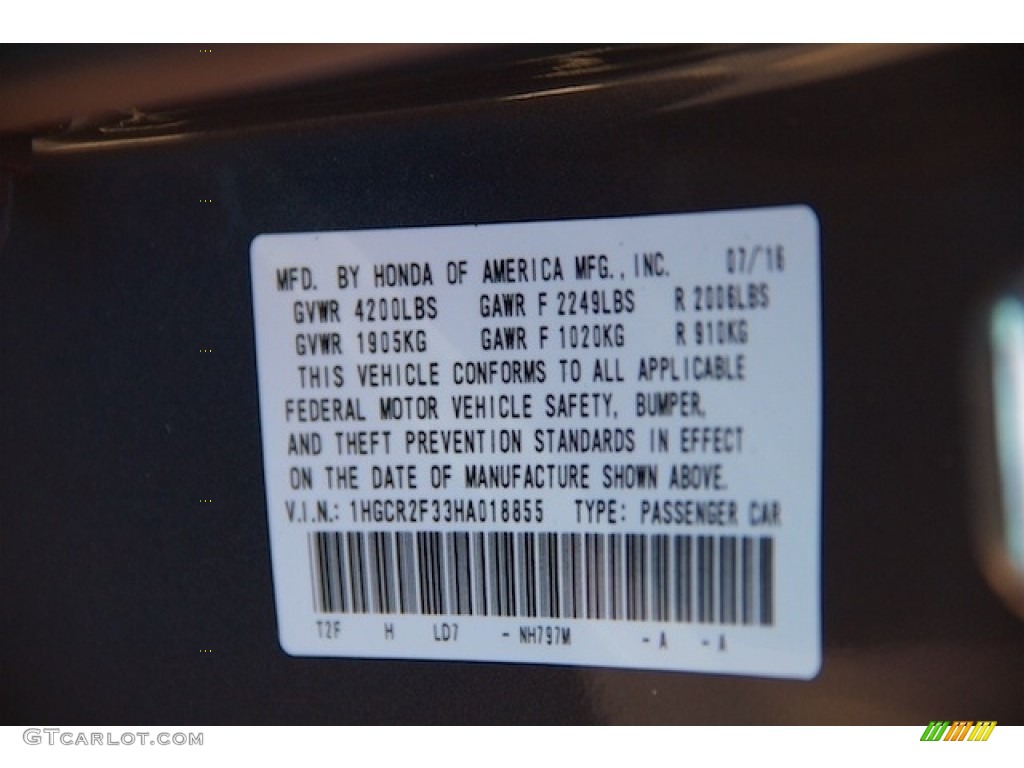 MFD. BY HONDA OF AMERICA MFG., INC. 07/16
GVWR 4200LBS GAWR F 2249LBS R 2006LBS
GVWR 1905KG GAWR F 1020KG R 910KG
THIS VEHICLE CONFORMS TO ALL APPLICABLE
FEDERAL MOTOR VEHICLE SAFETY, BUMPER,
AND THEFT PREVENTION STANDARDS IN EFFECT
ON THE DATE OF MANUFACTURE SHOWN ABOVE.
V.I.N.: 1HGCR2F33HA018855 TYPE: PASSENGER CAR
T2F H LD7 - NH797M - A - A
GTCARLOT.COM